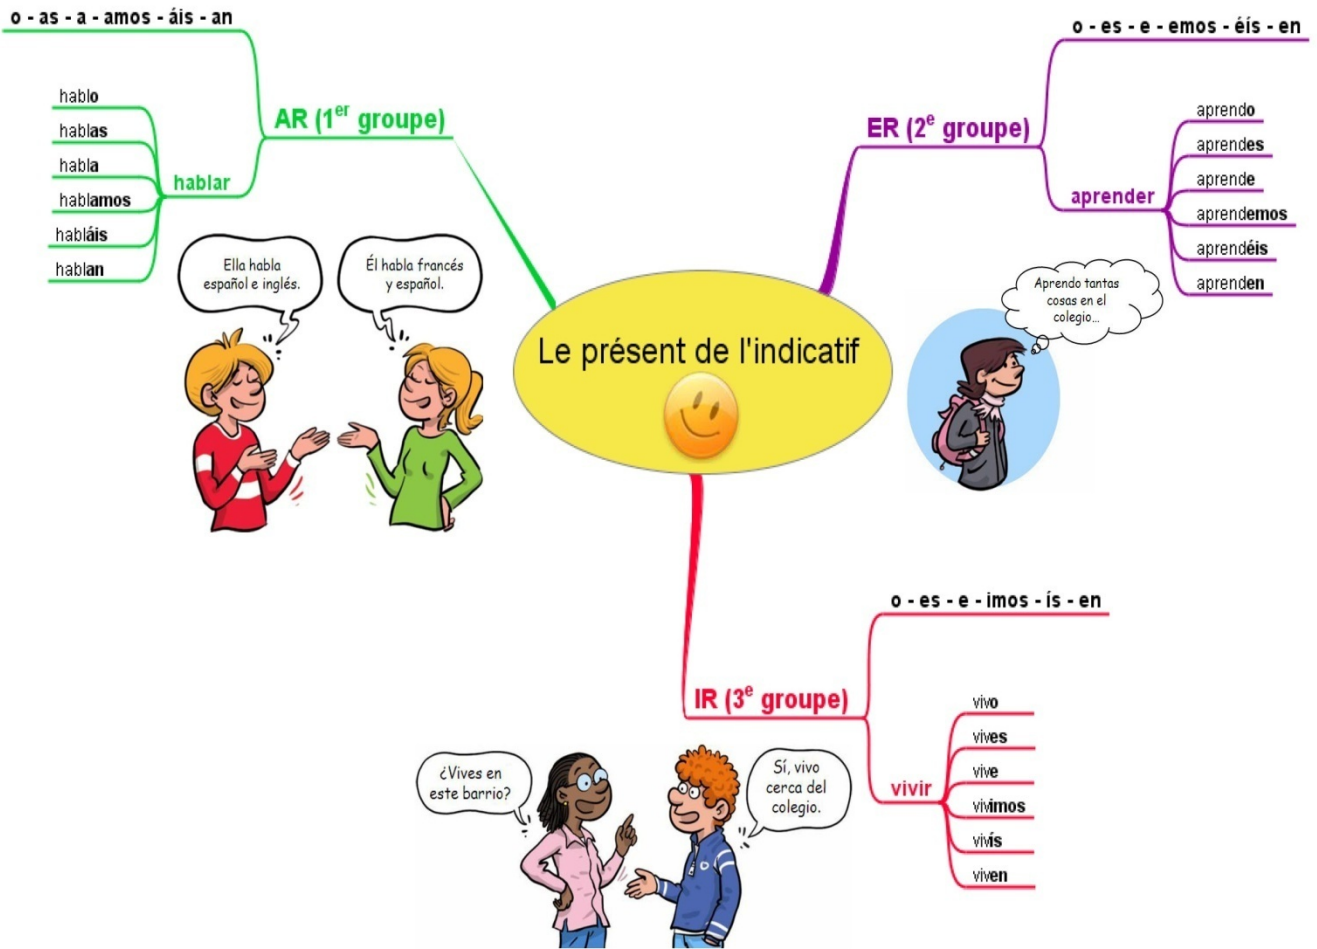 o - as - a - amos - áis - an
AR (1er groupe)
hablar
hablo
hablas
habla
hablamos
habláis
hablan
Ella habla
español e inglés.
Él habla francés
y español.
Le présent de l'indicatif
o - es - e - emos - éís - en
ER (2e groupe)
aprender
aprendo
aprendes
aprende
aprendemos
aprendéis
aprenden
Aprendo tantas
cosas en el
colegio...
o - es - e - imos - ís - en
IR (3e groupe)
vivir
vivo
vives
vive
vivimos
vivís
viven
¿Vives en
este barrio?
Sí, vivo
cerca del
colegio.